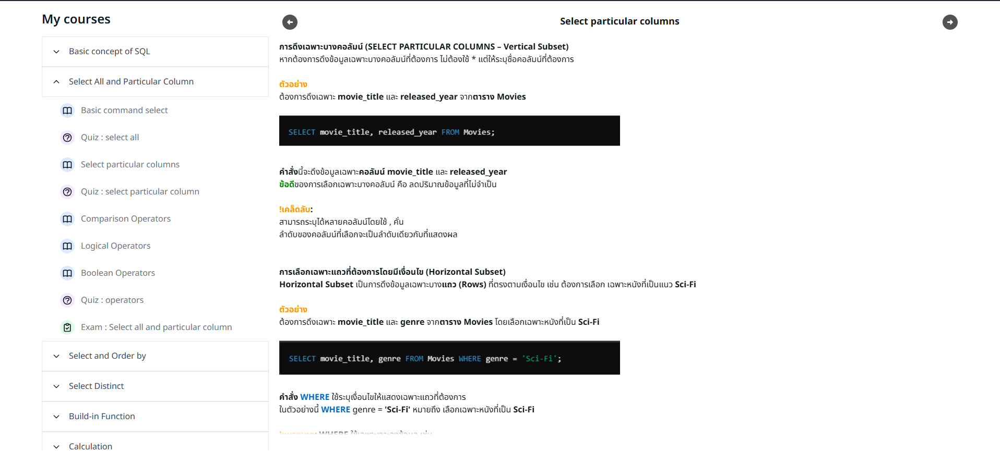 My courses
Basic concept of SQL
Select All and Particular Column
Basic command select
Quiz : select all
Select particular columns
Quiz : select particular column
Comparison Operators
Logical Operators
Boolean Operators
Quiz : operators
Exam : Select all and particular column
Select and Order by
Select Distinct
Build-in Function
Calculation
Select particular columns
การดึงเฉพาะบางคอลัมน์ (SELECT PARTICULAR COLUMNS – Vertical Subset)
หากต้องการดึงข้อมูลเฉพาะบางคอลัมน์ที่ต้องการ ไม่ต้องใช้ * แต่ให้ระบุชื่อคอลัมน์ที่ต้องการ
ตัวอย่าง
ต้องการดึงเฉพาะ movie_title และ released_year จากตาราง Movies
SELECT movie_title, released_year FROM Movies;
คำสั่งนี้จะดึงข้อมูลเฉพาะคอลัมน์ movie_title และ released_year
ข้อดีของการเลือกเฉพาะบางคอลัมน์ คือ ลดปริมาณข้อมูลที่ไม่จำเป็น
!เคล็ดลับ:
สามารถระบุได้หลายคอลัมน์โดยใช้ , คั่น
ลำดับของคอลัมน์ที่เลือกจะเป็นลำดับเดียวกับที่แสดงผล
การเลือกเฉพาะแถวที่ต้องการโดยมีเงื่อนไข (Horizontal Subset)
Horizontal Subset เป็นการดึงข้อมูลเฉพาะบางแถว (Rows) ที่ตรงตามเงื่อนไข เช่น ต้องการเลือก เฉพาะหนังที่เป็นแนว Sci-Fi
ตัวอย่าง
ต้องการดึงเฉพาะ movie_title และ genre จากตาราง Movies โดยเลือกเฉพาะหนังที่เป็น Sci-Fi
SELECT movie_title, genre FROM Movies WHERE genre = 'Sci-Fi';
คำสั่ง WHERE ใช้ระบุเงื่อนไขให้แสดงเฉพาะแถวที่ต้องการ
ในตัวอย่างนี้ WHERE genre = 'Sci-Fi' หมายถึง เลือกเฉพาะหนังที่เป็น Sci-Fi
WHERE